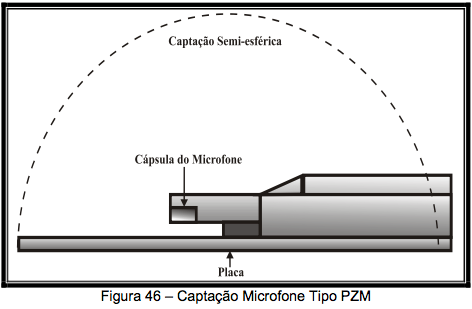 Captação Semi-esférica
Cápsula do Microfone
Placa
Figura 46 – Captação Microfone Tipo PZM